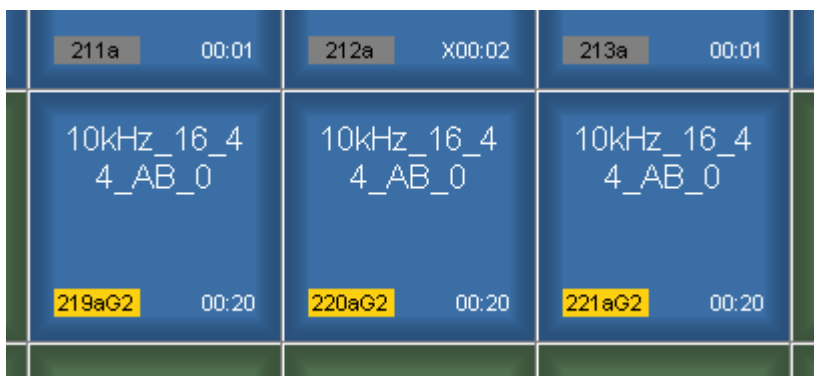 211a 00:01 212a X00:02 213a 00:01
10kHz_16_4 10kHz_16_4 10kHz_16_4
4_AB_0 4_AB_0 4_AB_0
219aG2 00:20 220aG2 00:20 221aG2 00:20